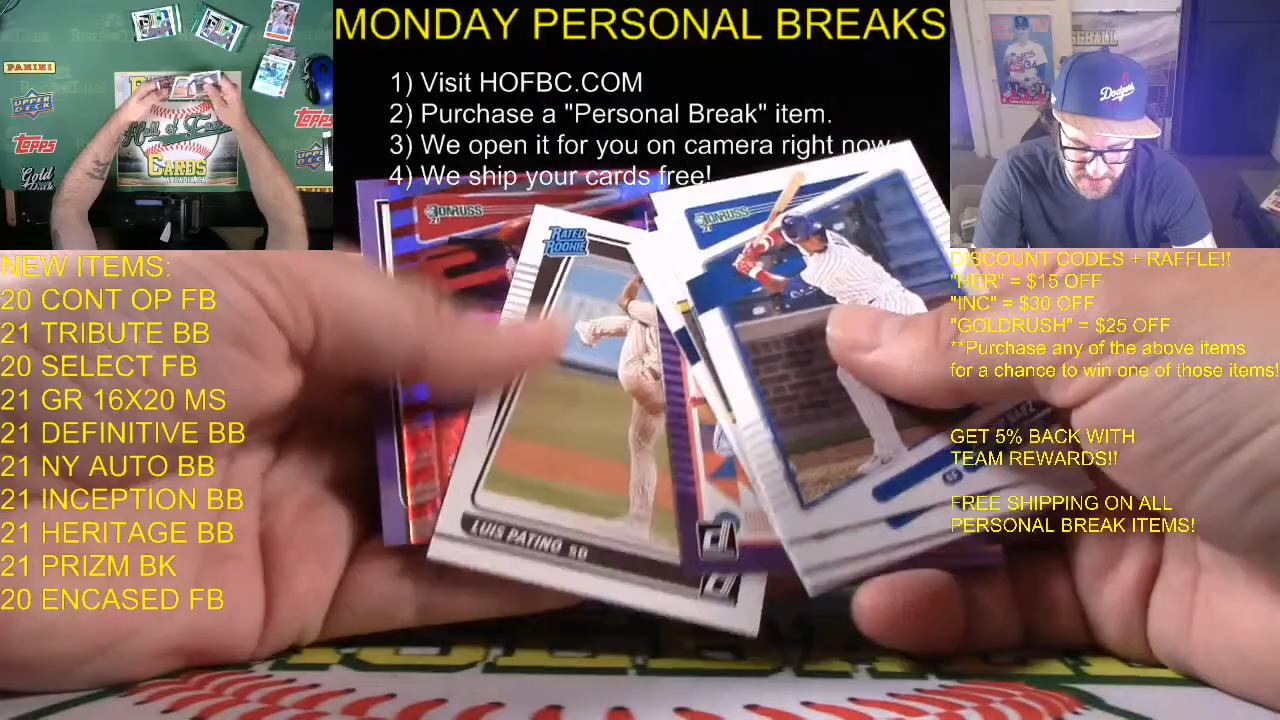 MONDAY PERSONAL BREAKS
1) Visit HOFBC.COM
2) Purchase a "Personal Break" item.
3) We open it for you on camera right now.
4) We ship your cards free!
PANINI
UPPER DECK
Topps
Gold
Hall of Fame
CARDS
Topps
UPPER DECK
Dodgers
NEW ITEMS:
20 CONT OP FB
21 TRIBUTE BB
20 SELECT FB
21 GR 16X20 MS
21 DEFINITIVE BB
21 NY AUTO BB
21 INCEPTION BB
21 HERITAGE BB
21 PRIZM BK
20 ENCASED FB
DONRUSS
21
RATED ROOKIE
LUIS PATINO SD
DONRUSS
21
SS
DISCOUNT CODES + RAFFLE!!
"HER" = $15 OFF
"INC" = $30 OFF
"GOLDRUSH" = $25 OFF
**Purchase any of the above items
for a chance to win one of those items!
GET 5% BACK WITH
TEAM REWARDS!!
FREE SHIPPING ON ALL
PERSONAL BREAK ITEMS!